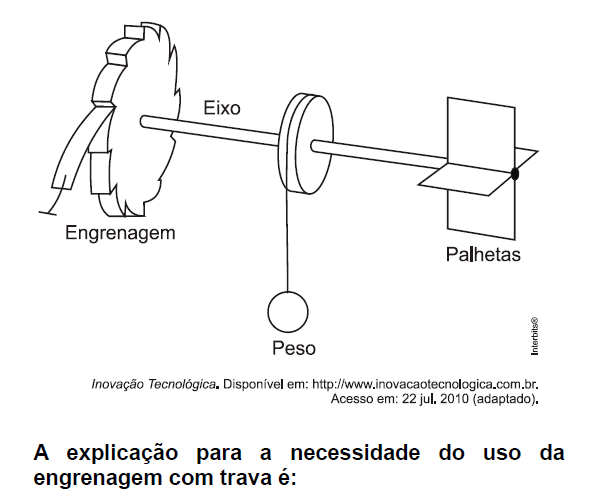 Eixo
Engrenagem
Palhetas
Peso
Interbits®
Inovação Tecnológica. Disponível em: http://www.inovacaotecnologica.com.br.
Acesso em: 22 jul. 2010 (adaptado).
A explicação para a necessidade do uso da
engrenagem com trava é: